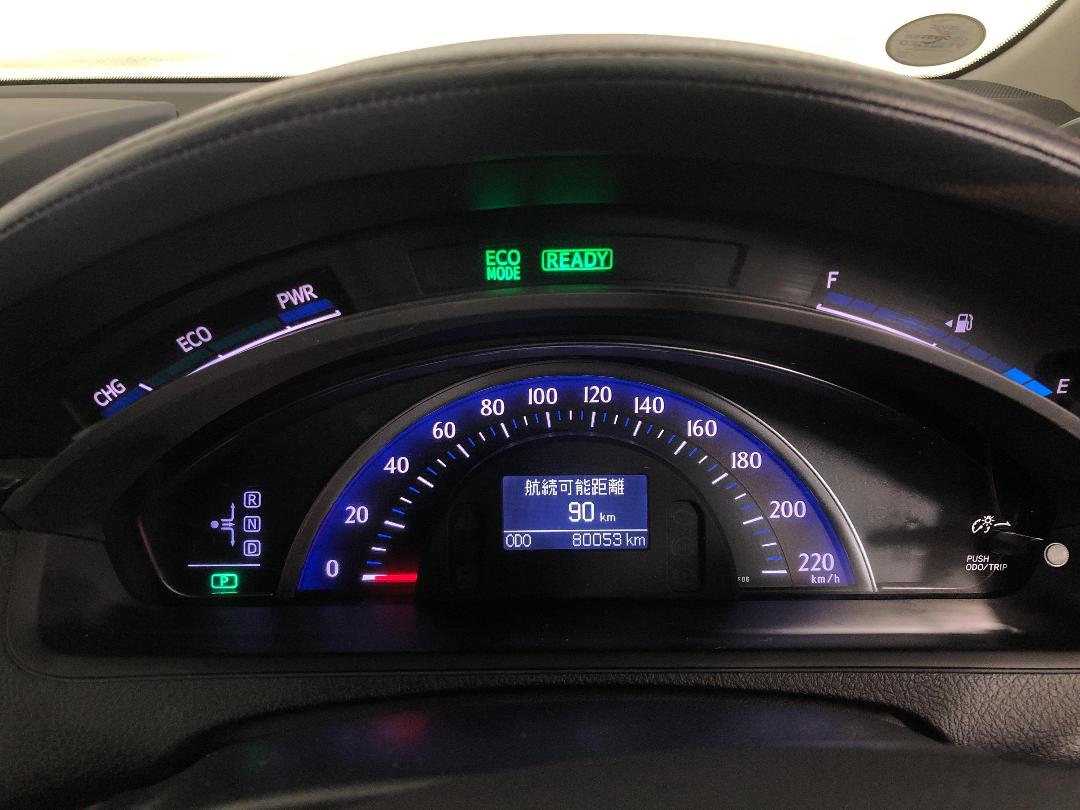 ECO
MODE
READY
CHG
ECO
PWR
F
E
0
20
40
60
80
100
120
140
160
180
200
220
km/h
航続可能距離
90 km
ODO 80053 km
R
N
D
P
PUSH
ODO/TRIP